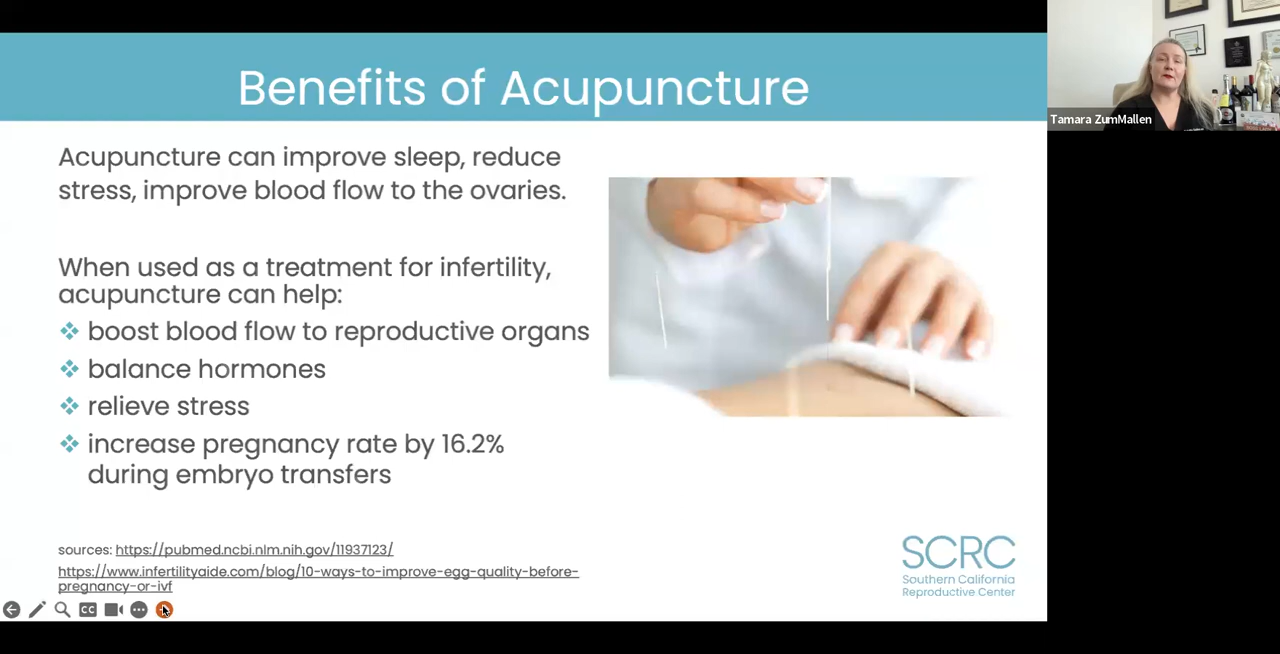 Benefits of Acupuncture
Tamara ZumMallen
Acupuncture can improve sleep, reduce
stress, improve blood flow to the ovaries.
When used as a treatment for infertility,
acupuncture can help:
❖ boost blood flow to reproductive organs
❖ balance hormones
❖ relieve stress
❖ increase pregnancy rate by 16.2%
during embryo transfers
sources: https://pubmed.ncbi.nlm.nih.gov/11937123/
https://www.infertilityaide.com/blog/10-ways-to-improve-egg-quality-before-
pregnancy-or-ivf
SCRC
Southern California
Reproductive Center
CC